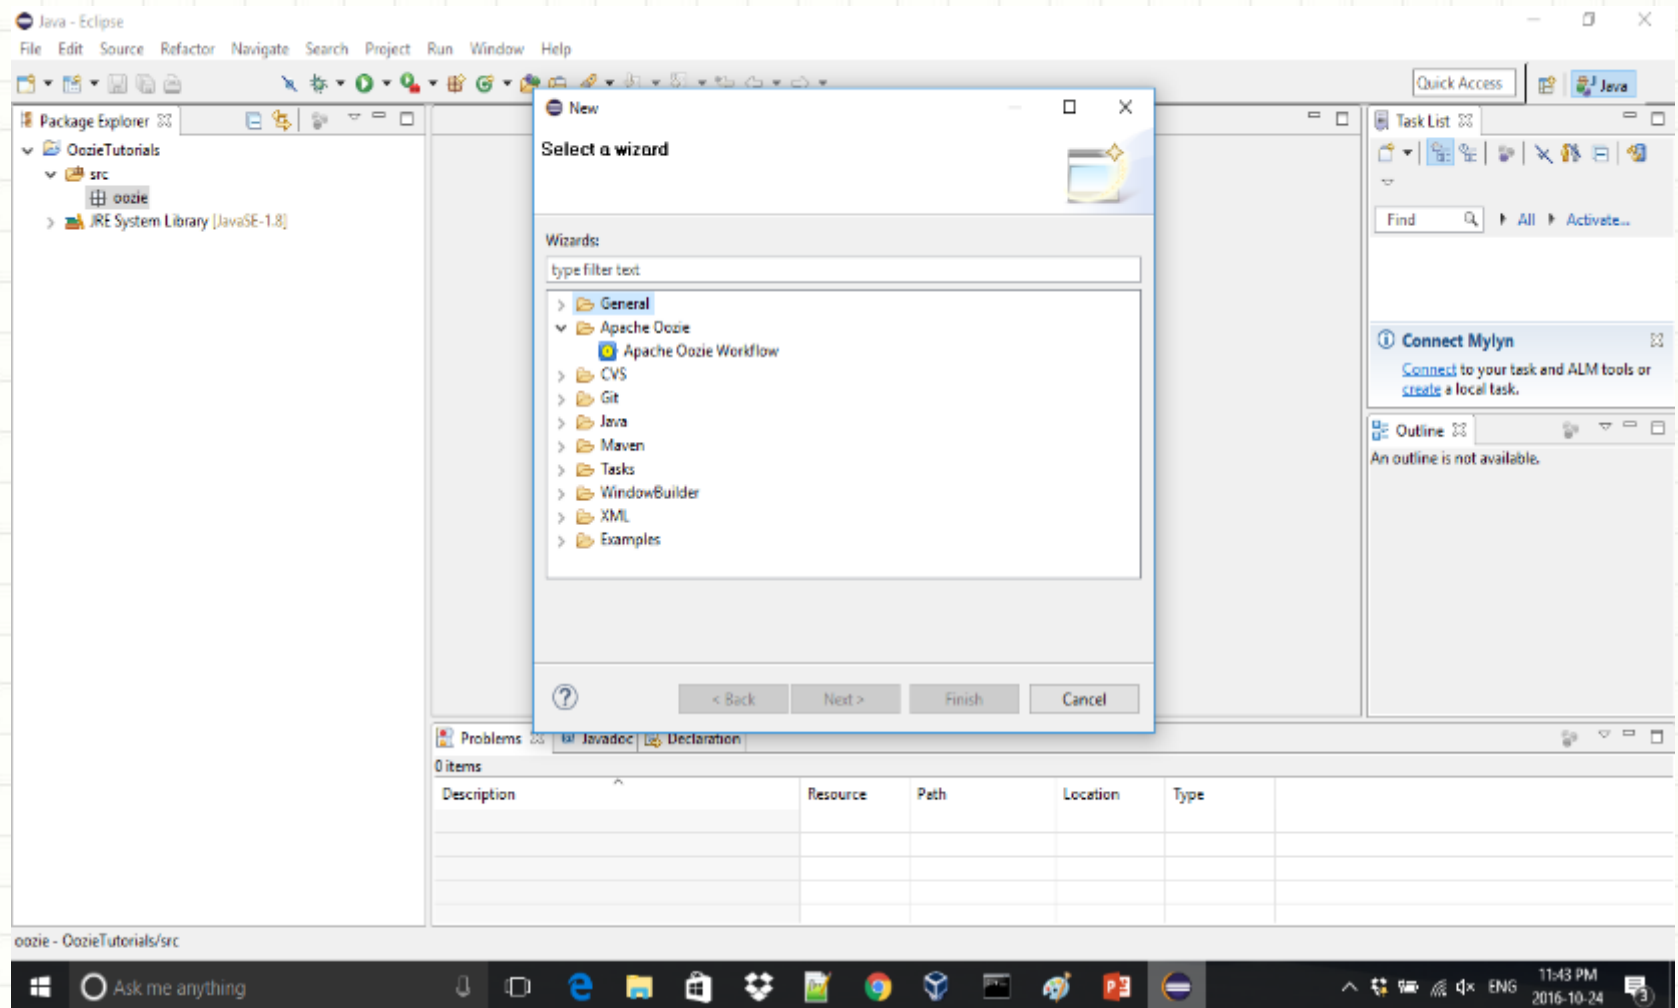 Java - Eclipse
File Edit Source Refactor Navigate Search Project Run Window Help
Quick Access
Java
Package Explorer
OozieTutorials
src
oozie
JRE System Library [JavaSE-1.8]
New
Select a wizard
Wizards:
type filter text
General
Apache Oozie
Apache Oozie Workflow
CVS
Git
Java
Maven
Tasks
WindowBuilder
XML
Examples
< Back Next > Finish Cancel
Task List
Find All Activate...
Connect Mylyn
Connect to your task and ALM tools or
create a local task.
Outline
An outline is not available.
Problems Javadoc Declaration
0 items
Description Resource Path Location Type
oozie - OozieTutorials/src
Ask me anything
ENG
11:43 PM
2016-10-24
3